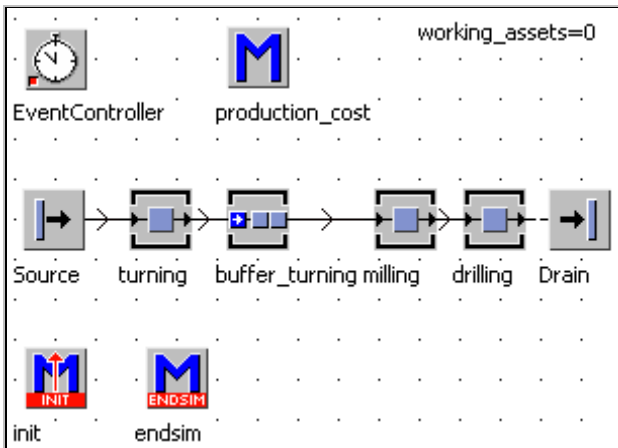 working_assets=0
EventController
M
production_cost
Source
turning
buffer_turning
milling
drilling
Drain
M
INIT
M
ENDSIM
init
endsim